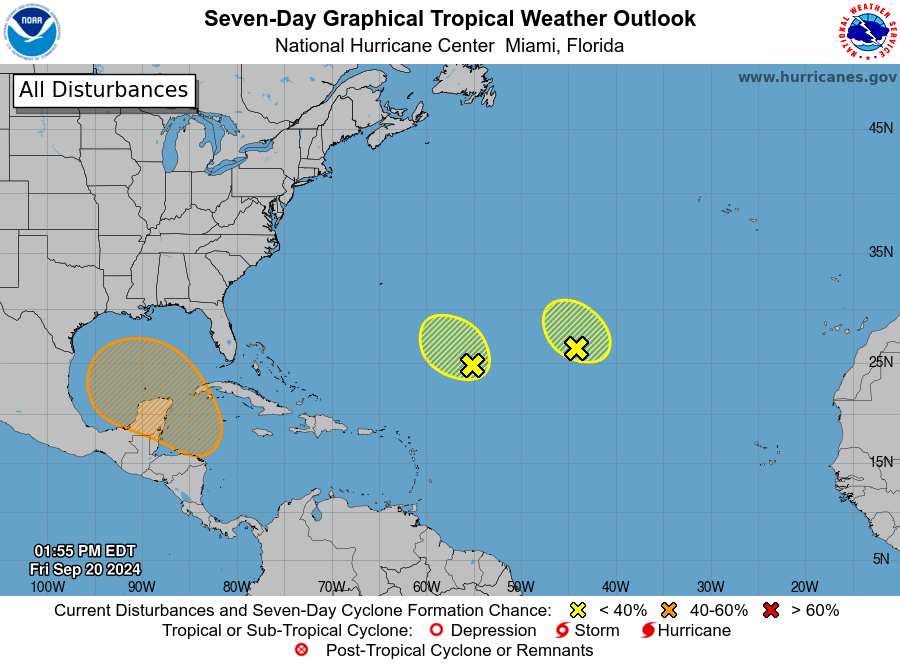 Seven-Day Graphical Tropical Weather Outlook
National Hurricane Center Miami, Florida
NOAA
NATIONAL WEATHER SERVICE
www.hurricanes.gov
All Disturbances
45N
35N
25N
15N
5N
01:55 PM EDT
Fri Sep 20 2024
100W 90W 80W 70W 60W 50W 40W 30W 20W
Current Disturbances and Seven-Day Cyclone Formation Chance: < 40% 40-60% > 60%
Tropical or Sub-Tropical Cyclone: Depression Storm Hurricane
Post-Tropical Cyclone or Remnants